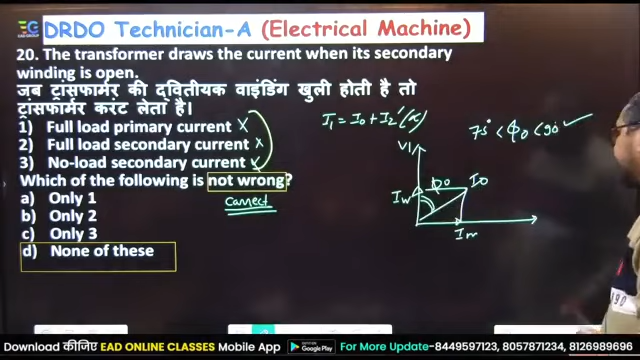 EG
EAD GROUP
DRDO Technician-A (Electrical Machine)
20. The transformer draws the current when its secondary
winding is open.
जब ट्रांसफार्मर की द्वितीयक वाइंडिंग खुली होती है तो
ट्रांसफार्मर करंट लेता है।
1) Full load primary current X
2) Full load secondary current X
3) No-load secondary current
Which of the following is not wrong?
Correct
a) Only 1
b) Only 2
c) Only 3
d) None of these
I1 = I0 + I2'(x)
75° < ϕ0 < 90°
V1
Iw
ϕ0
I0
Im
Download कीजिए EAD ONLINE CLASSES Mobile App
Google Play
For More Update-8449597123, 8057871234, 8126989696